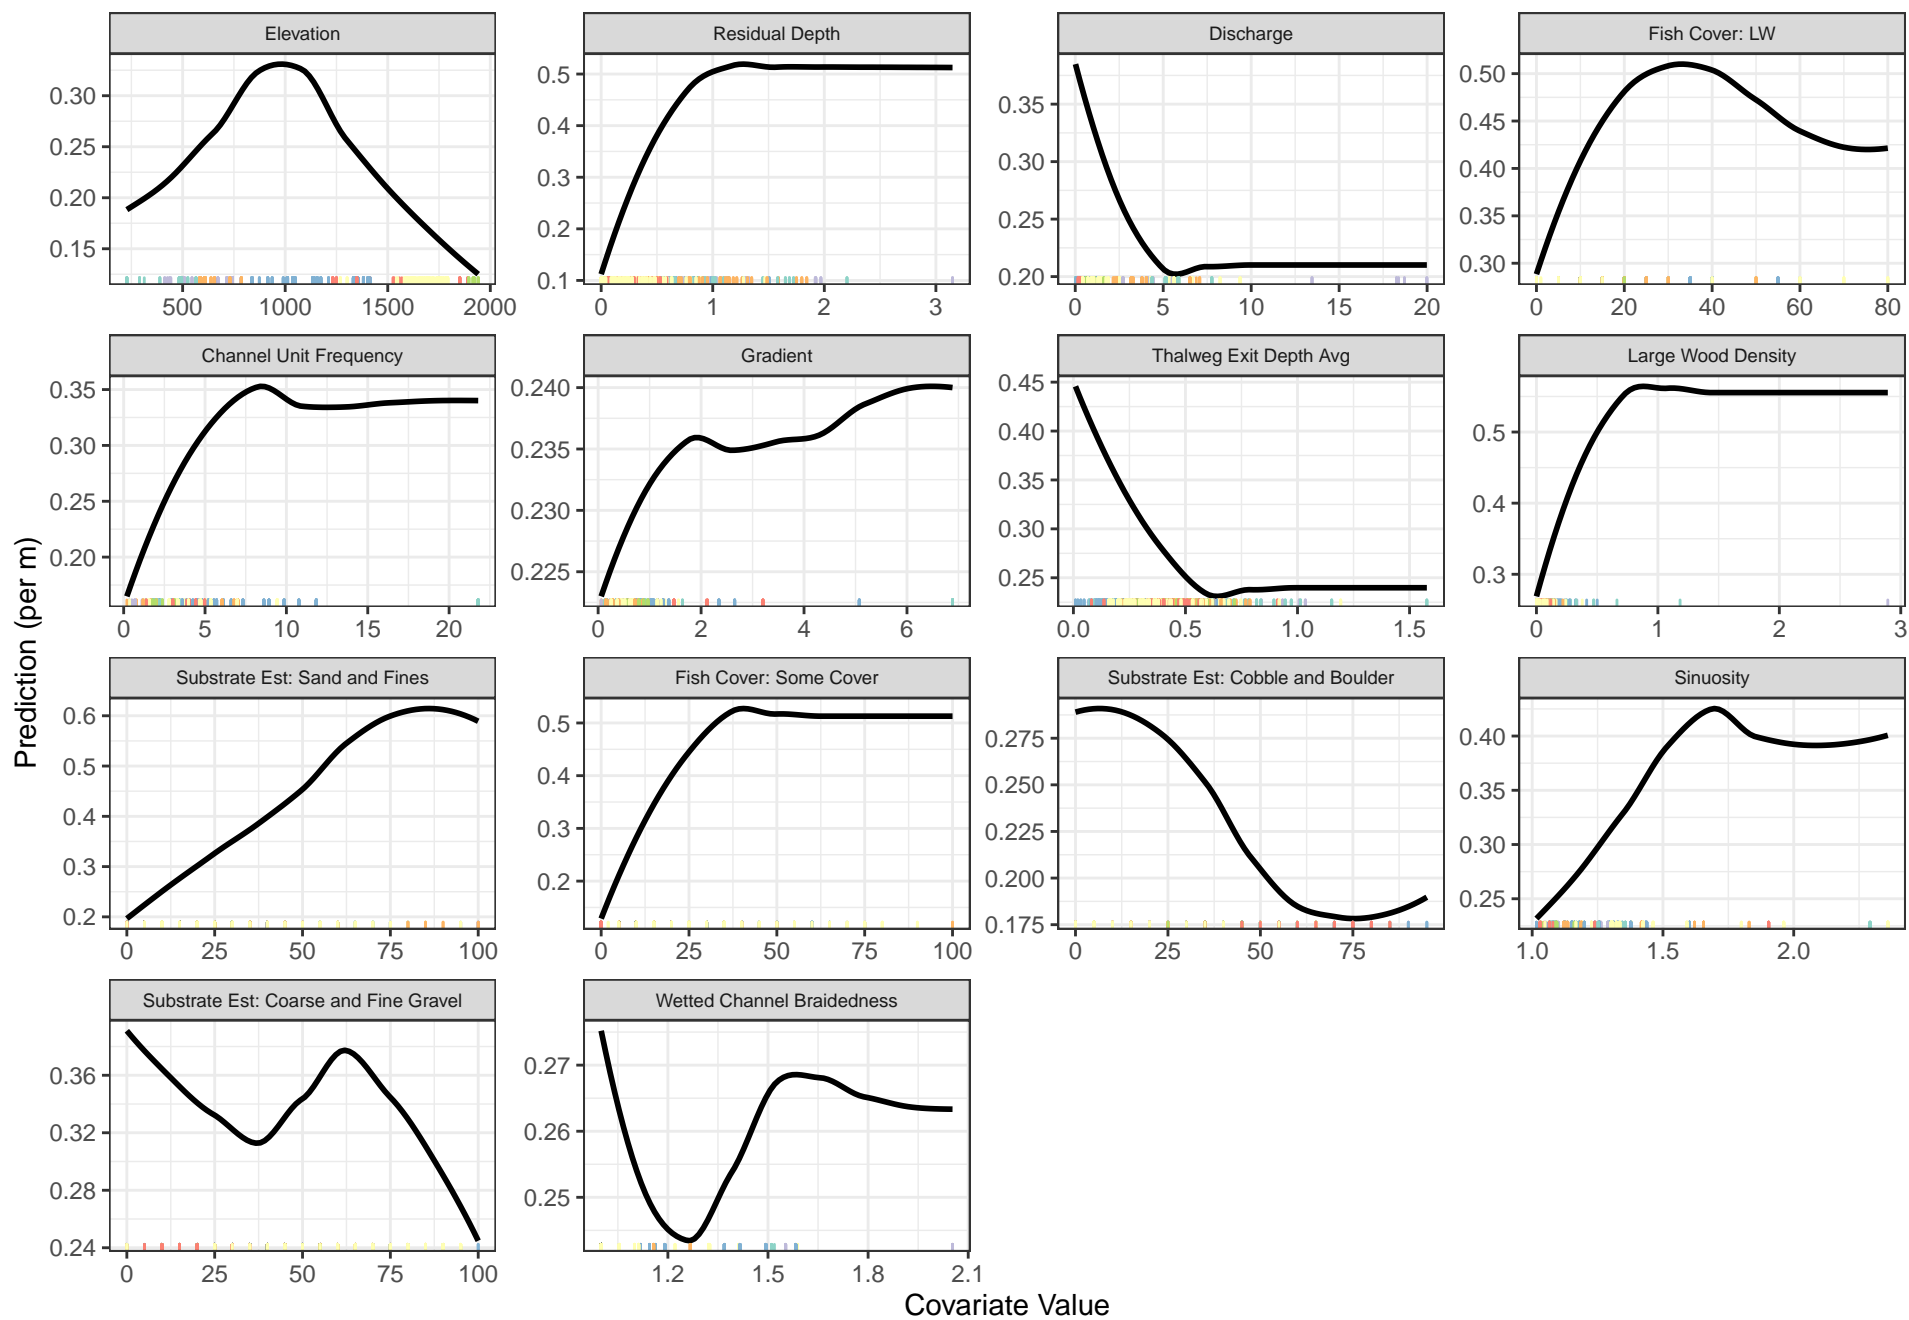 Elevation
Residual Depth
Discharge
Fish Cover: LW
0.30
0.25
0.20
0.15
500 1000 1500 2000
0.5
0.4
0.3
0.2
0.1
0 1 2 3
0.35
0.30
0.25
0.20
0 5 10 15 20
0.50
0.45
0.40
0.35
0.30
0 20 40 60 80
Channel Unit Frequency
Gradient
Thalweg Exit Depth Avg
Large Wood Density
0.35
0.30
0.25
0.20
0 5 10 15 20
0.240
0.235
0.230
0.225
0 2 4 6
0.45
0.40
0.35
0.30
0.25
0.0 0.5 1.0 1.5
0.5
0.4
0.3
0 1 2 3
Prediction (per m)
Substrate Est: Sand and Fines
Fish Cover: Some Cover
Substrate Est: Cobble and Boulder
Sinuosity
0.6
0.5
0.4
0.3
0.2
0 25 50 75 100
0.5
0.4
0.3
0.2
0 25 50 75 100
0.275
0.250
0.225
0.200
0.175
0 25 50 75
0.40
0.35
0.30
0.25
1.0 1.5 2.0
Substrate Est: Coarse and Fine Gravel
Wetted Channel Braidedness
0.36
0.32
0.28
0.24
0 25 50 75 100
0.27
0.26
0.25
1.2 1.5 1.8 2.1
Covariate Value